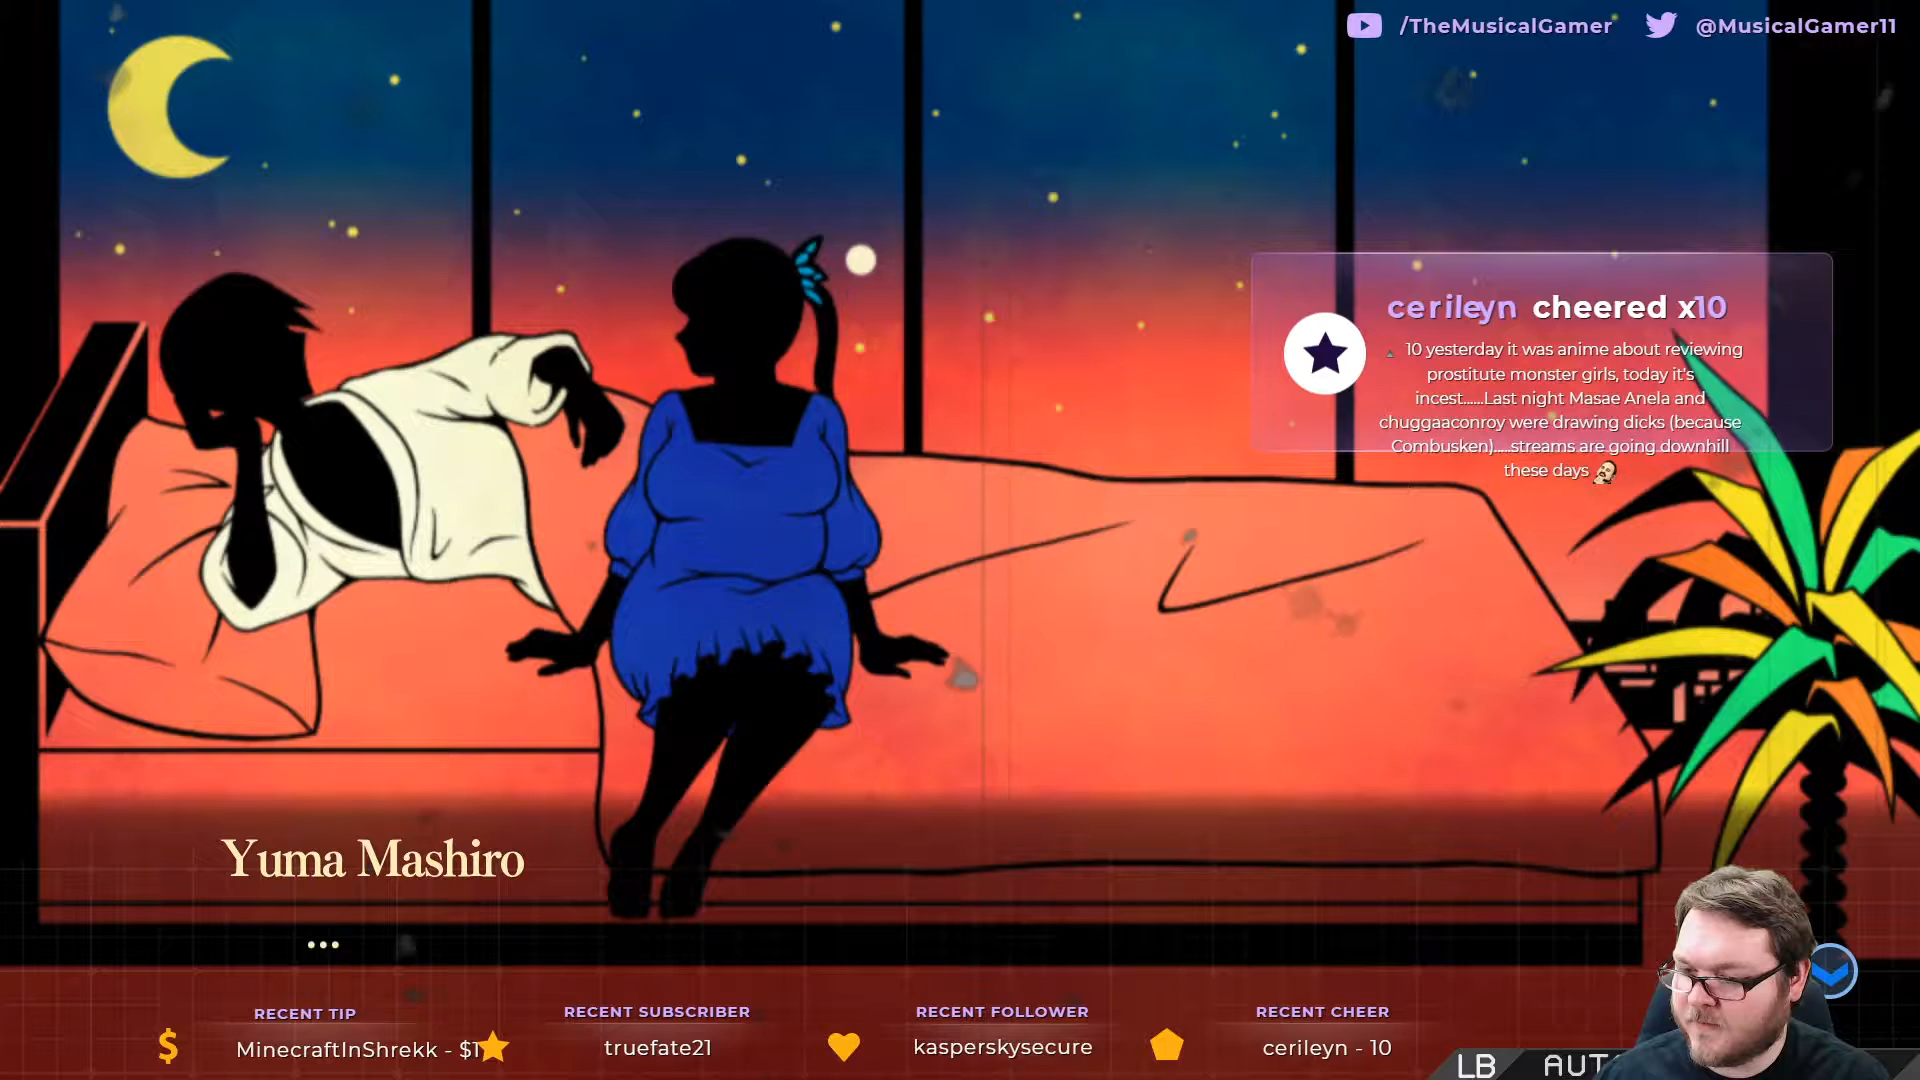 /TheMusicalGamer @MusicalGamer11
cerileyn cheered x10
10 yesterday it was anime about reviewing
prostitute monster girls, today it's
incest......Last night Masae Anela and
chuggaaconroy were drawing dicks (because
Combusken).....streams are going downhill
these days
Yuma Mashiro
...
RECENT TIP
MinecraftInShrekk - $1
RECENT SUBSCRIBER
truefate21
RECENT FOLLOWER
kasperskysecure
RECENT CHEER
cerileyn - 10
LB AUT